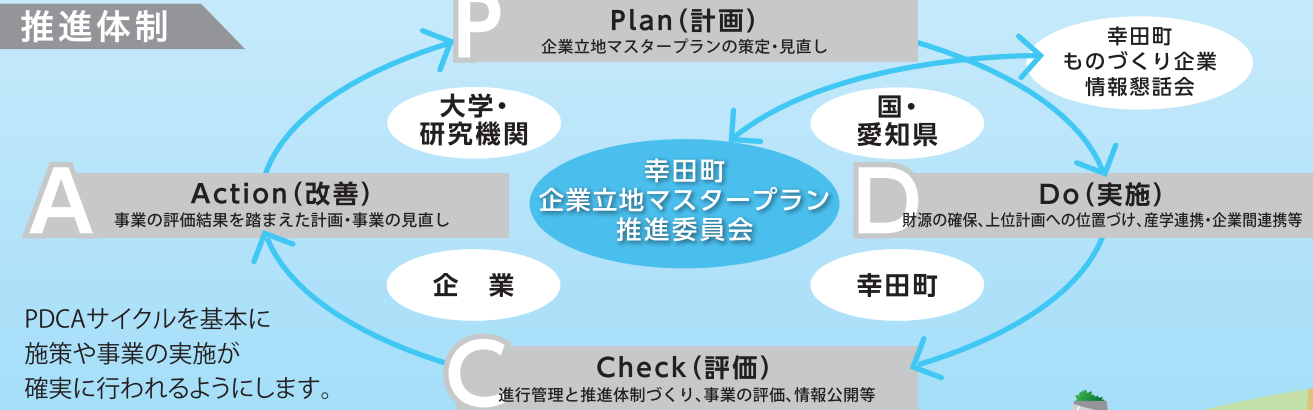 推進体制
P
Plan（計画）
企業立地マスタープランの策定・見直し
幸田町
ものづくり企業
情報懇話会
大学・
研究機関
国・
愛知県
幸田町
企業立地マスタープラン
推進委員会
A
Action（改善）
事業の評価結果を踏まえた計画・事業の見直し
D
Do（実施）
財源の確保、上位計画への位置づけ、産学連携・企業間連携等
企　業
幸田町
C
Check（評価）
進行管理と推進体制づくり、事業の評価、情報公開等
PDCAサイクルを基本に
施策や事業の実施が
確実に行われるようにします。